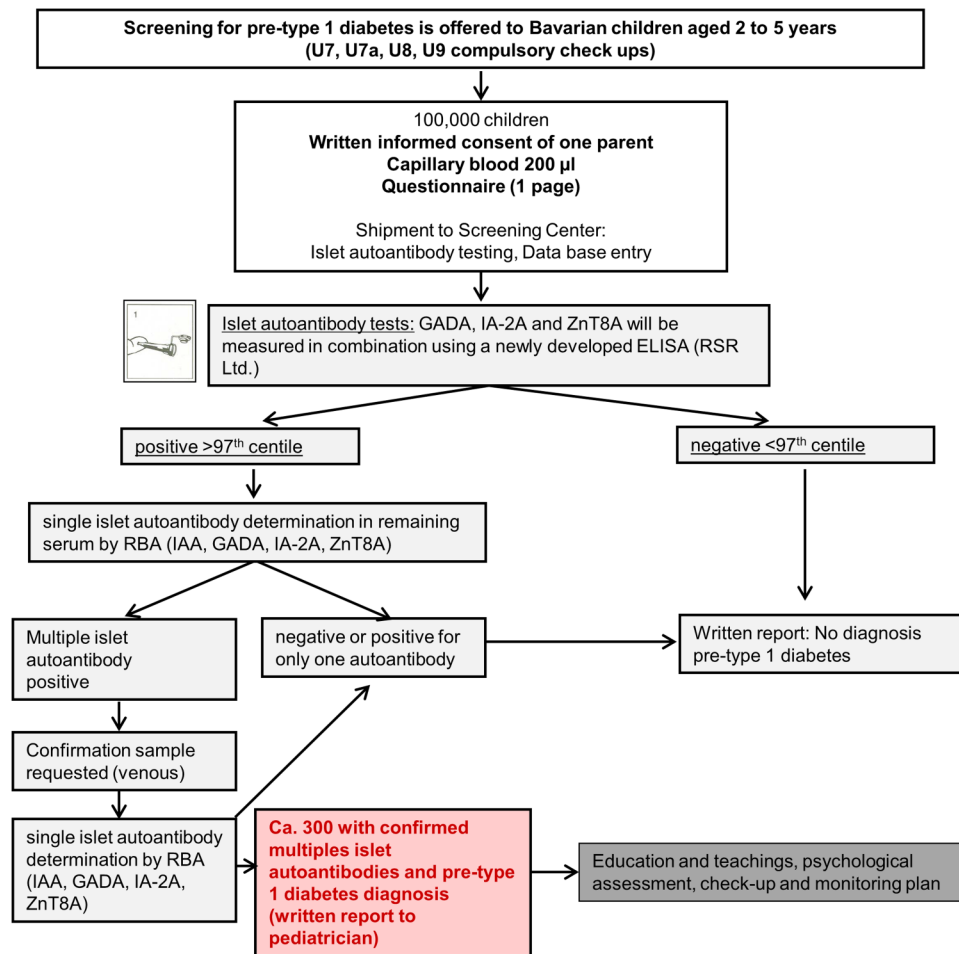 Screening for pre-type 1 diabetes is offered to Bavarian children aged 2 to 5 years
(U7, U7a, U8, U9 compulsory check ups)
100,000 children
Written informed consent of one parent
Capillary blood 200 µl
Questionnaire (1 page)
Shipment to Screening Center:
Islet autoantibody testing, Data base entry
1
Islet autoantibody tests: GADA, IA-2A and ZnT8A will be
measured in combination using a newly developed ELISA (RSR
Ltd.)
positive >97th centile
negative <97th centile
single islet autoantibody determination in remaining
serum by RBA (IAA, GADA, IA-2A, ZnT8A)
Multiple islet
autoantibody
positive
negative or positive for
only one autoantibody
Written report: No diagnosis
pre-type 1 diabetes
Confirmation sample
requested (venous)
single islet autoantibody
determination by RBA
(IAA, GADA, IA-2A,
ZnT8A)
Ca. 300 with confirmed
multiples islet
autoantibodies and pre-type
1 diabetes diagnosis
(written report to
pediatrician)
Education and teachings, psychological
assessment, check-up and monitoring plan